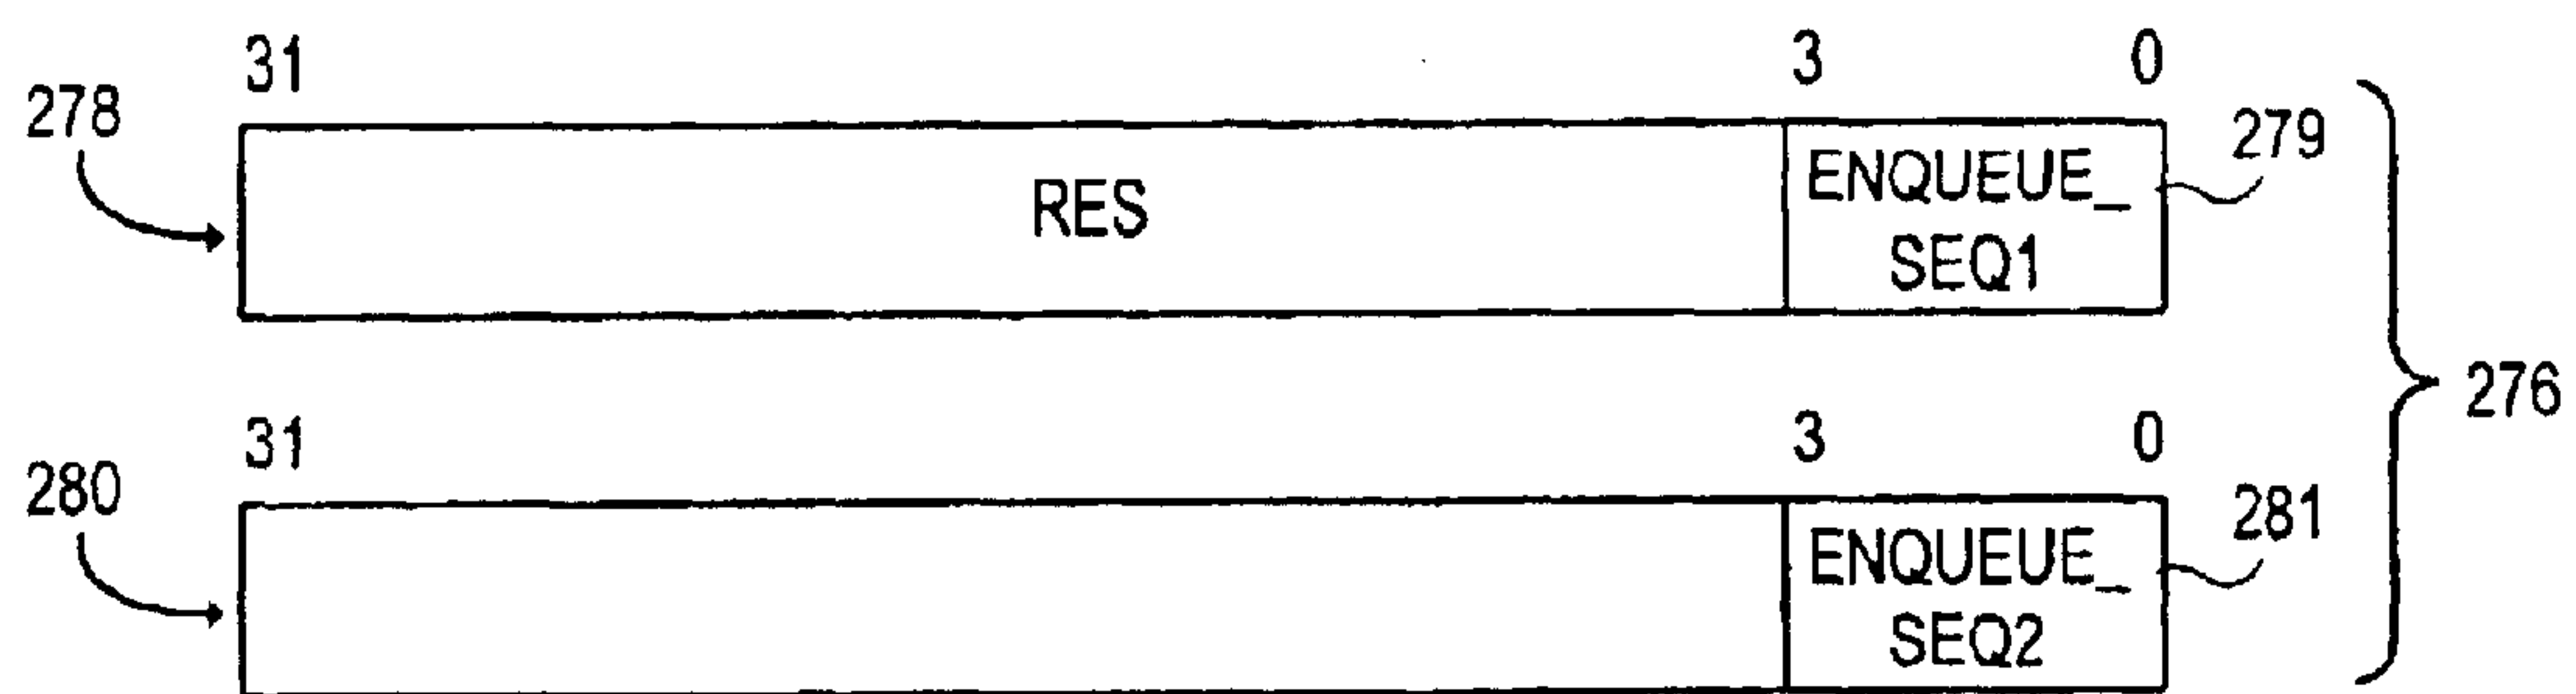 31 3 0
278 279
RES ENQUEUE_
SEQ1
276
31 3 0
280 281
ENQUEUE_
SEQ2